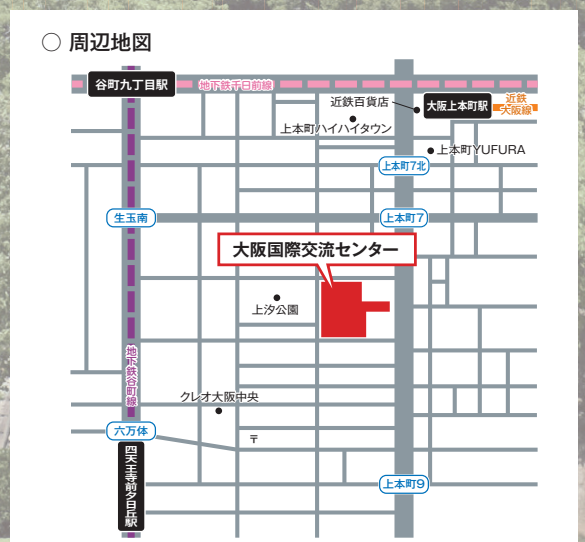 ○ 周辺地図
谷町九丁目駅
地下鉄千日前線
近鉄百貨店
大阪上本町駅
近鉄
大阪線
上本町ハイハイタウン
上本町YUFURA
上本町7北
生玉南
上本町7
大阪国際交流センター
上汐公園
地下鉄谷町線
クレオ大阪中央
六万体
〒
四天王寺前夕日丘駅
上本町9